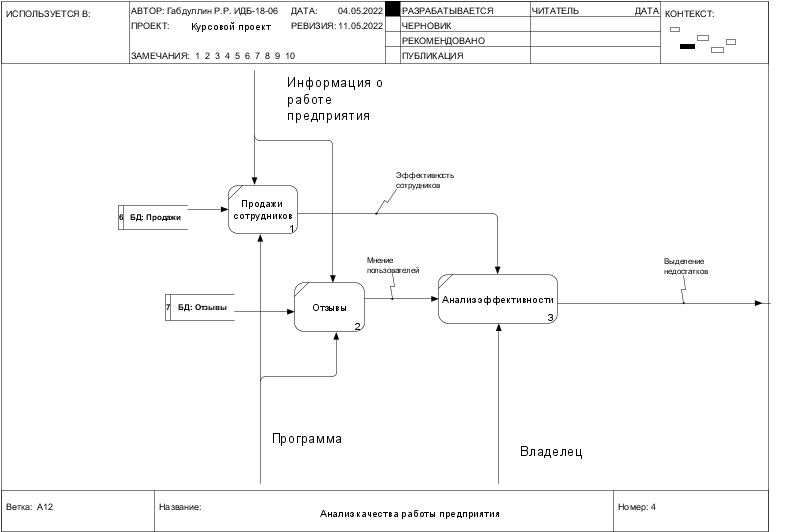 ИСПОЛЬЗУЕТСЯ В:
АВТОР: Габдуллин Р.Р. ИДБ-18-06
ДАТА: 04.05.2022
РАЗРАБАТЫВАЕТСЯ
ЧИТАТЕЛЬ
ДАТА
КОНТЕКСТ:
ПРОЕКТ: Курсовой проект
РЕВИЗИЯ: 11.05.2022
ЧЕРНОВИК
РЕКОМЕНДОВАНО
ЗАМЕЧАНИЯ: 1 2 3 4 5 6 7 8 9 10
ПУБЛИКАЦИЯ
Информация о
работе
предприятия
Эффективность
сотрудников
6 БД: Продажи
Продажи
сотрудников
1
Мнение
пользователей
Выделение
недостатков
7 БД: Отзывы
Отзывы
2
Анализ эффективности
3
Программа
Владелец
Ветка: A12
Название:
Анализ качества работы предприятия
Номер: 4